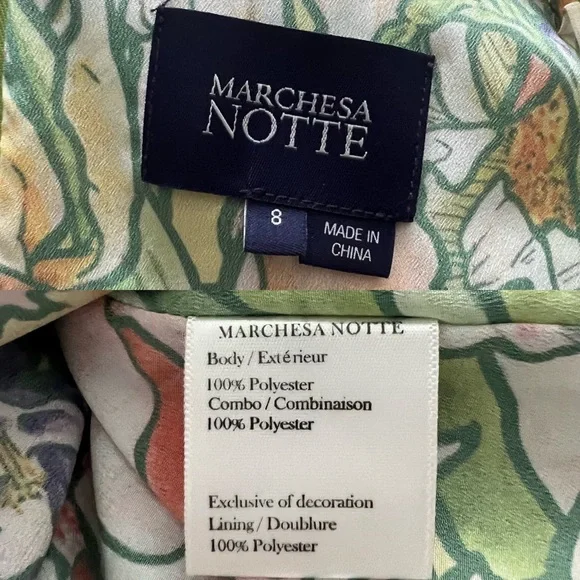 MARCHESA
NOTTE
8
MADE IN
CHINA
MARCHESA NOTTE
Body / Extérieur
100% Polyester
Combo / Combinaison
100% Polyester
Exclusive of decoration
Lining / Doublure
100% Polyester